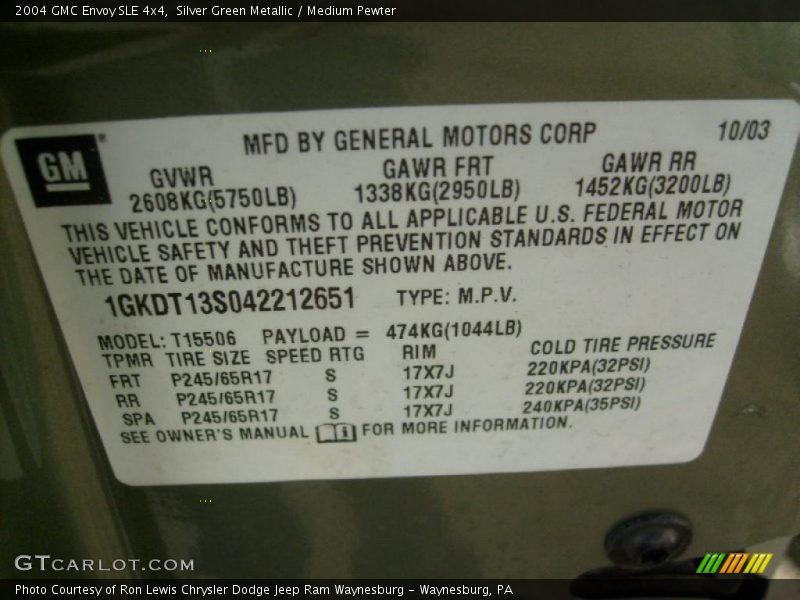 2004 GMC Envoy SLE 4x4,  Silver Green Metallic / Medium Pewter
GM
MFD BY GENERAL MOTORS CORP 10/03
GVWR GAWR FRT GAWR RR
2608KG(5750LB) 1338KG(2950LB) 1452KG(3200LB)
THIS VEHICLE CONFORMS TO ALL APPLICABLE U.S. FEDERAL MOTOR
VEHICLE SAFETY AND THEFT PREVENTION STANDARDS IN EFFECT ON
THE DATE OF MANUFACTURE SHOWN ABOVE.
1GKDT13S042212651 TYPE: M.P.V.
MODEL: T15506 PAYLOAD = 474KG(1044LB)
TPMR TIRE SIZE SPEED RTG RIM COLD TIRE PRESSURE
FRT P245/65R17 S 17X7J 220KPA(32PSI)
RR P245/65R17 S 17X7J 220KPA(32PSI)
SPA P245/65R17 S 17X7J 240KPA(35PSI)
SEE OWNER'S MANUAL FOR MORE INFORMATION.
GTCARLOT.COM
Photo Courtesy of Ron Lewis Chrysler Dodge Jeep Ram Waynesburg – Waynesburg, PA